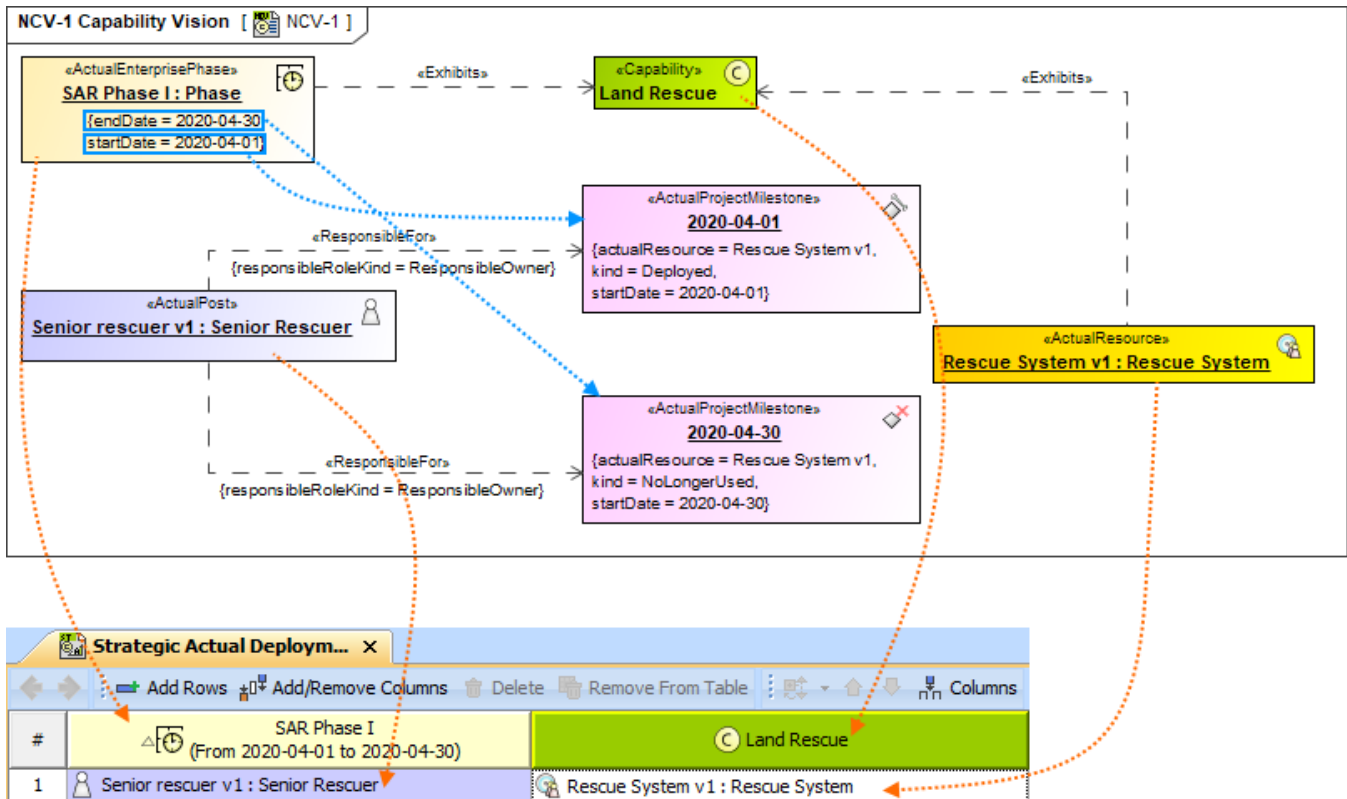 NCV-1 Capability Vision [ NCV-1 ]
«ActualEnterprisePhase»
SAR Phase I : Phase
{endDate = 2020-04-30
startDate = 2020-04-01}
«Exhibits»
«Capability»
C
Land Rescue
«Exhibits»
«ActualProjectMilestone»
2020-04-01
{actualResource = Rescue System v1,
kind = Deployed,
startDate = 2020-04-01}
«ResponsibleFor»
{responsibleRoleKind = ResponsibleOwner}
«ActualPost»
Senior rescuer v1 : Senior Rescuer
«ActualResource»
Rescue System v1 : Rescue System
«ActualProjectMilestone»
2020-04-30
{actualResource = Rescue System v1,
kind = NoLongerUsed,
startDate = 2020-04-30}
«ResponsibleFor»
{responsibleRoleKind = ResponsibleOwner}
Strategic Actual Deploym... X
Add Rows Add/Remove Columns Delete Remove From Table Columns
# SAR Phase I
(From 2020-04-01 to 2020-04-30)
C Land Rescue
1 Senior rescuer v1 : Senior Rescuer Rescue System v1 : Rescue System